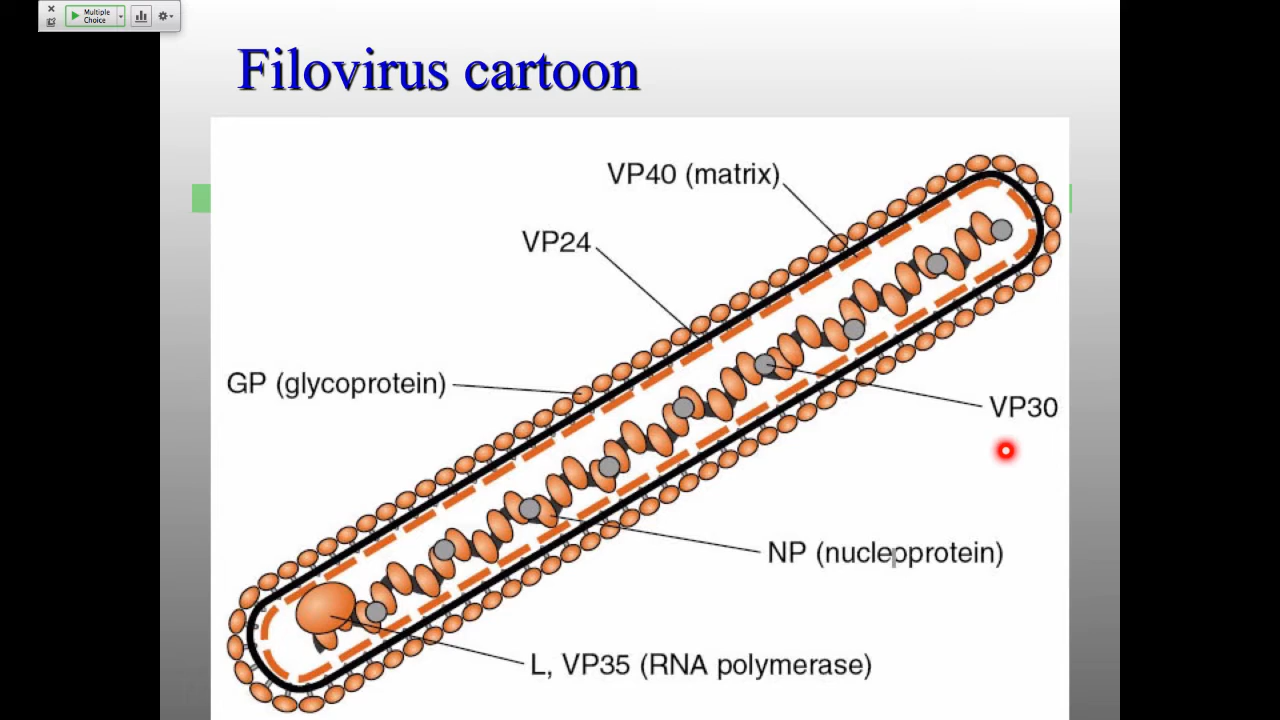 Multiple
Choice
Filovirus cartoon
VP40 (matrix)
VP24
GP (glycoprotein)
VP30
NP (nucleoprotein)
L, VP35 (RNA polymerase)